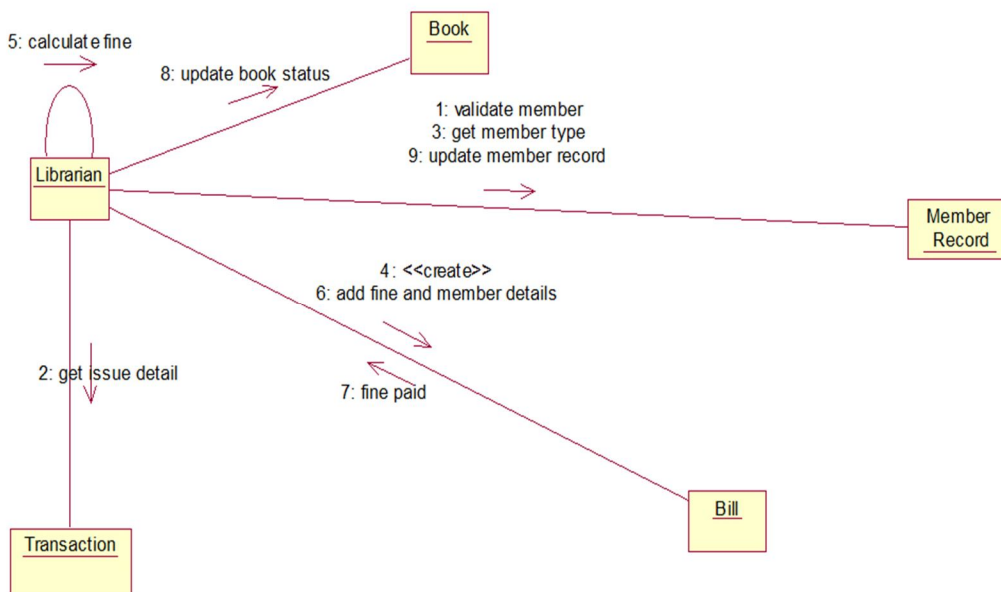 Book
5: calculate fine
8: update book status
1: validate member
3: get member type
9: update member record
Librarian
Member
Record
4: <<create>>
6: add fine and member details
2: get issue detail
7: fine paid
Bill
Transaction